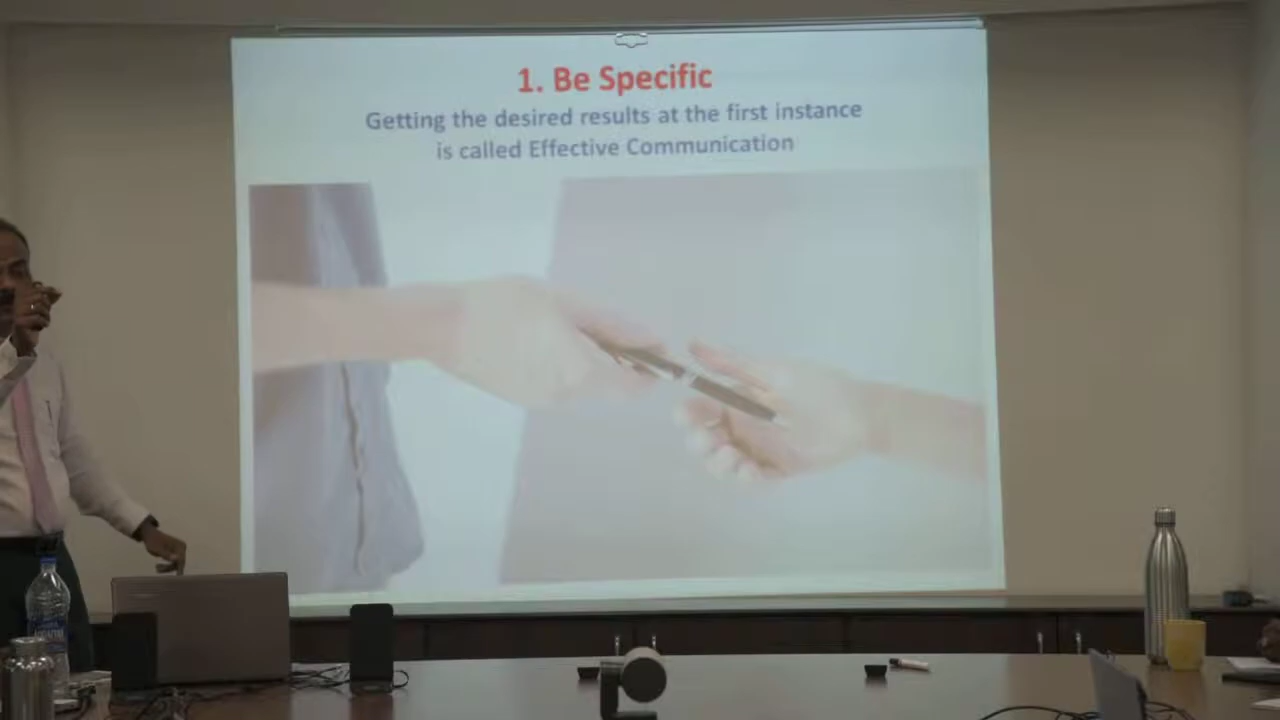 1. Be Specific
Getting the desired results at the first instance
is called Effective Communication